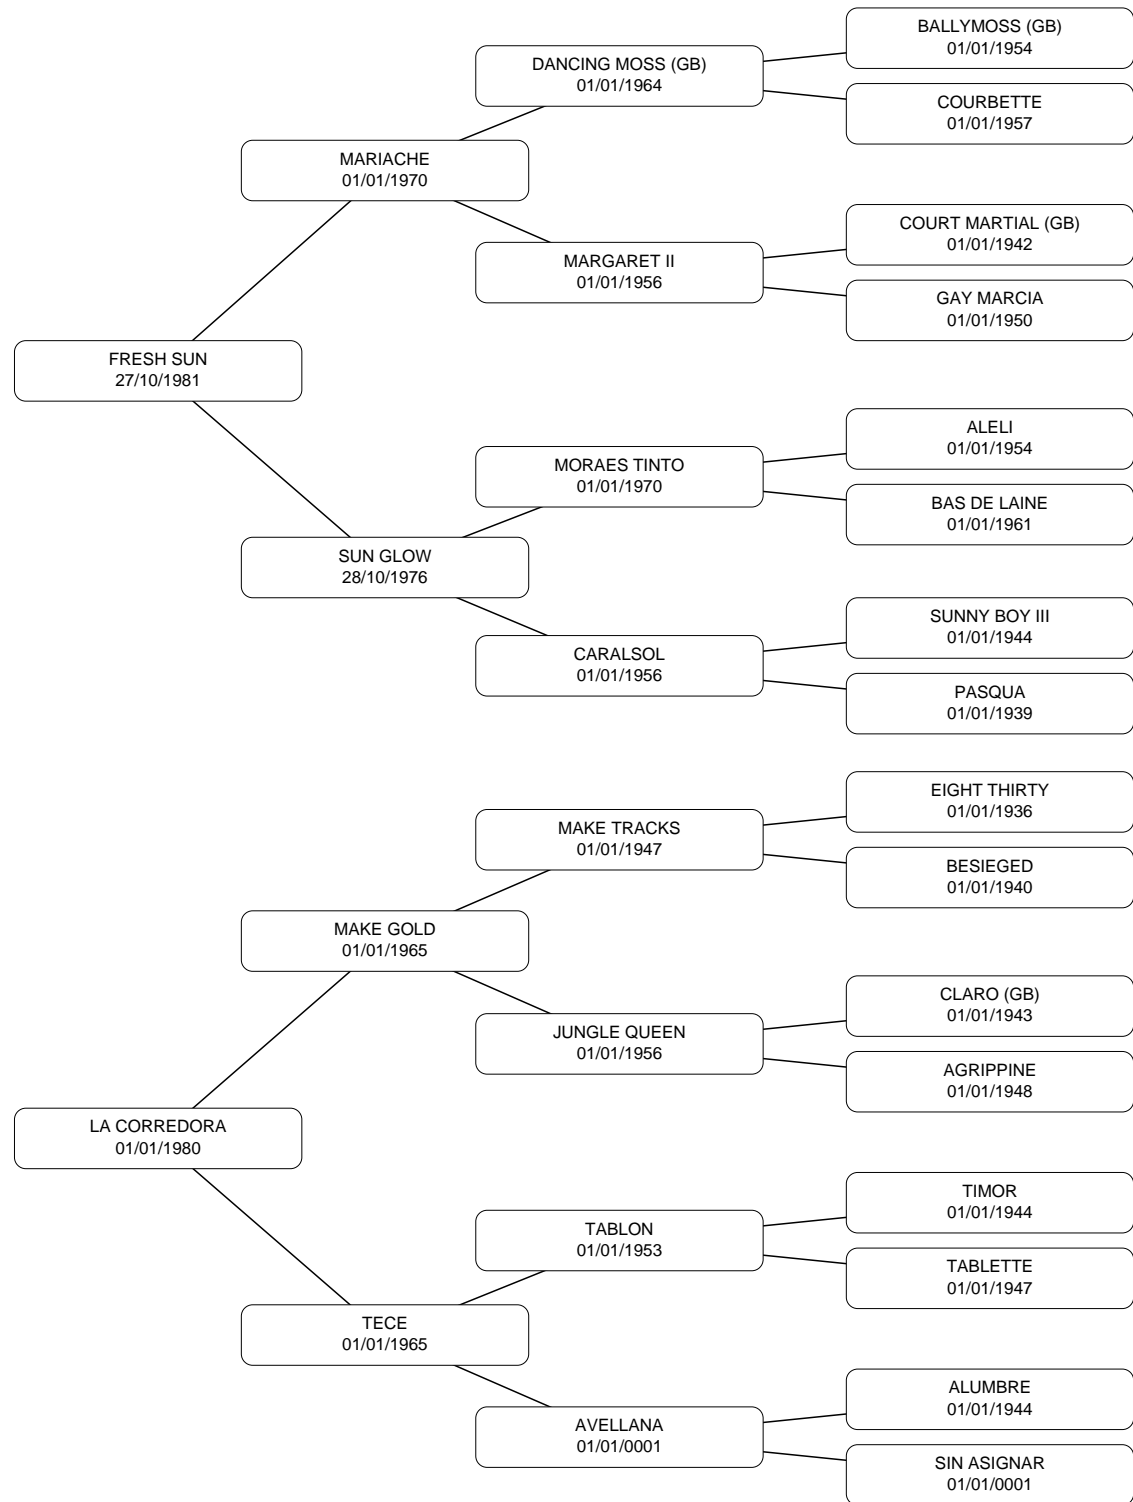 BALLYMOSS (GB)
01/01/1954
DANCING MOSS (GB)
01/01/1964
COURBETTE
01/01/1957
MARIACHE
01/01/1970
COURT MARTIAL (GB)
01/01/1942
MARGARET II
01/01/1956
GAY MARCIA
01/01/1950
FRESH SUN
27/10/1981
ALELI
01/01/1954
MORAES TINTO
01/01/1970
BAS DE LAINE
01/01/1961
SUN GLOW
28/10/1976
SUNNY BOY III
01/01/1944
CARALSOL
01/01/1956
PASQUA
01/01/1939
EIGHT THIRTY
01/01/1936
MAKE TRACKS
01/01/1947
BESIEGED
01/01/1940
MAKE GOLD
01/01/1965
CLARO (GB)
01/01/1943
JUNGLE QUEEN
01/01/1956
AGRIPPINE
01/01/1948
LA CORREDORA
01/01/1980
TIMOR
01/01/1944
TABLON
01/01/1953
TABLETTE
01/01/1947
TECE
01/01/1965
ALUMBRE
01/01/1944
AVELLANA
01/01/0001
SIN ASIGNAR
01/01/0001